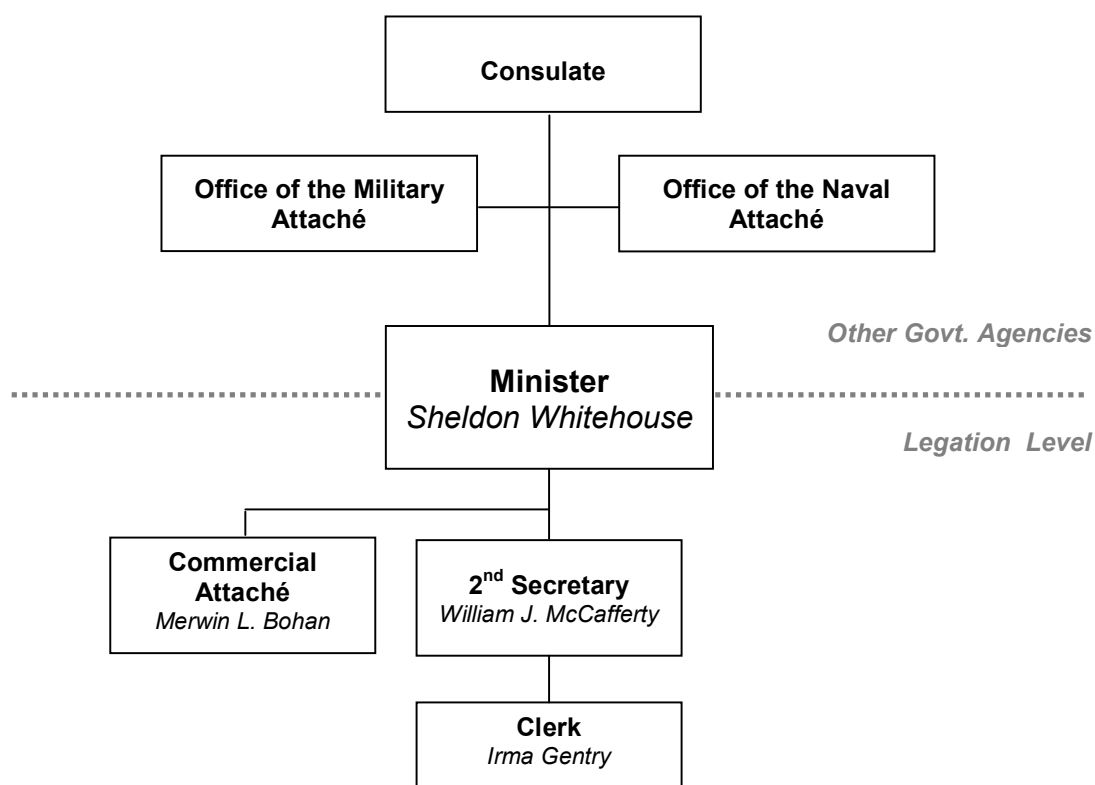 Consulate
Office of the Military
Attaché
Office of the Naval
Attaché
Other Govt. Agencies
Minister
Sheldon Whitehouse
Legation Level
Commercial
Attaché
Merwin L. Bohan
2nd Secretary
William J. McCafferty
Clerk
Irma Gentry